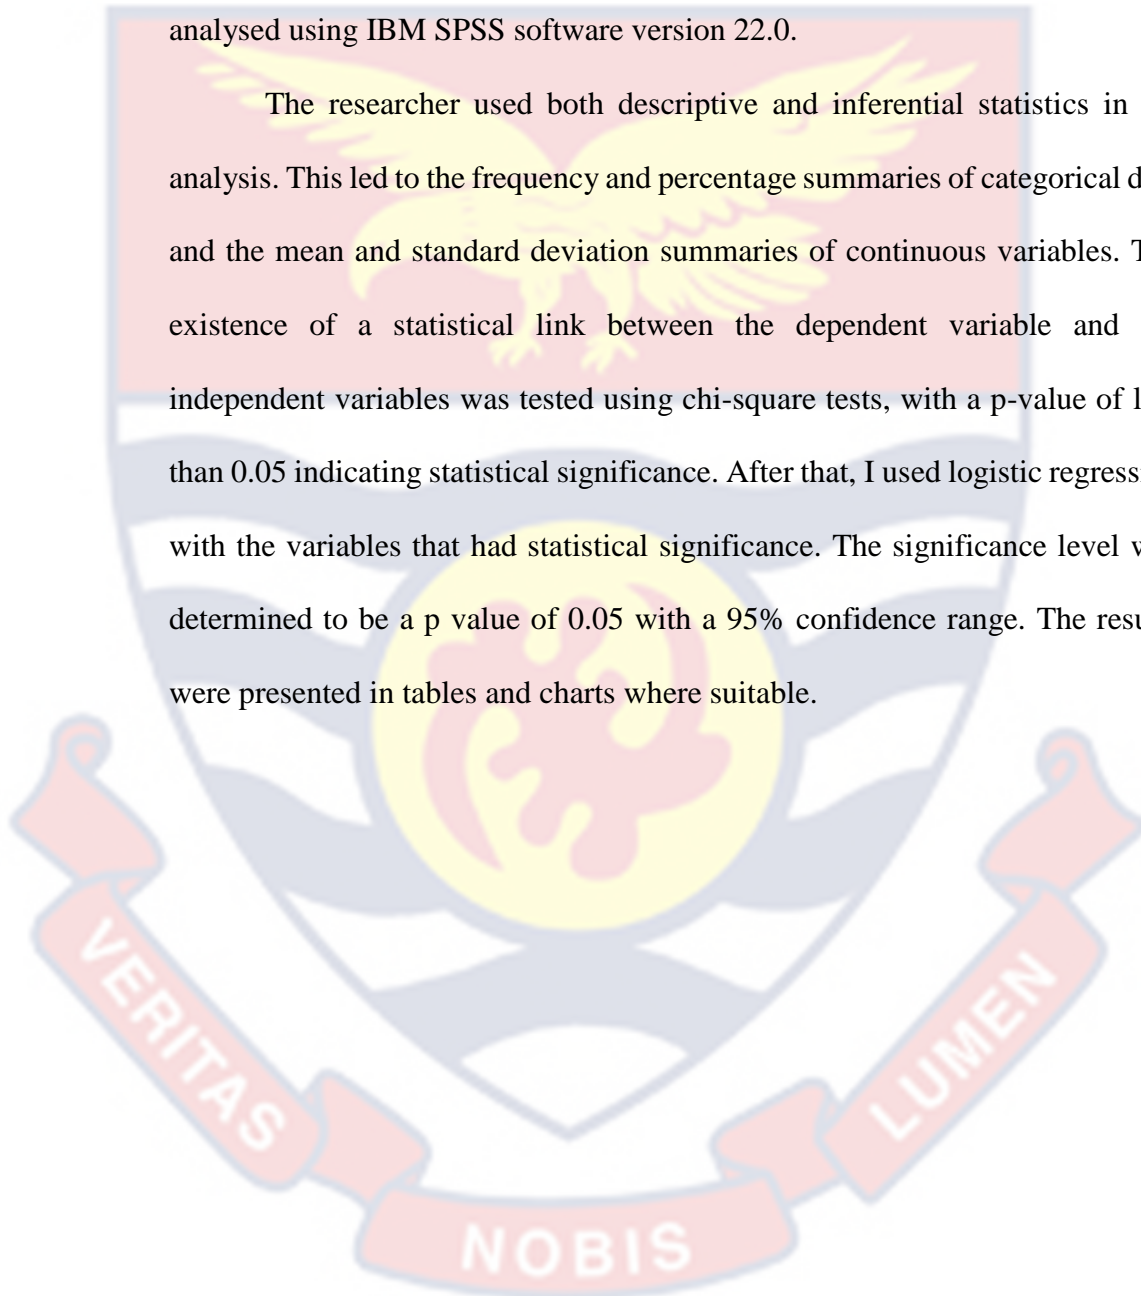 analysed using IBM SPSS software version 22.0.
The researcher used both descriptive and inferential statistics in
analysis. This led to the frequency and percentage summaries of categorical d
and the mean and standard deviation summaries of continuous variables. T
existence of a statistical link between the dependent variable and
independent variables was tested using chi-square tests, with a p-value of l
than 0.05 indicating statistical significance. After that, I used logistic regress
with the variables that had statistical significance. The significance level w
determined to be a p value of 0.05 with a 95% confidence range. The resu
were presented in tables and charts where suitable.
VERITAS
NOBIS
LUMEN